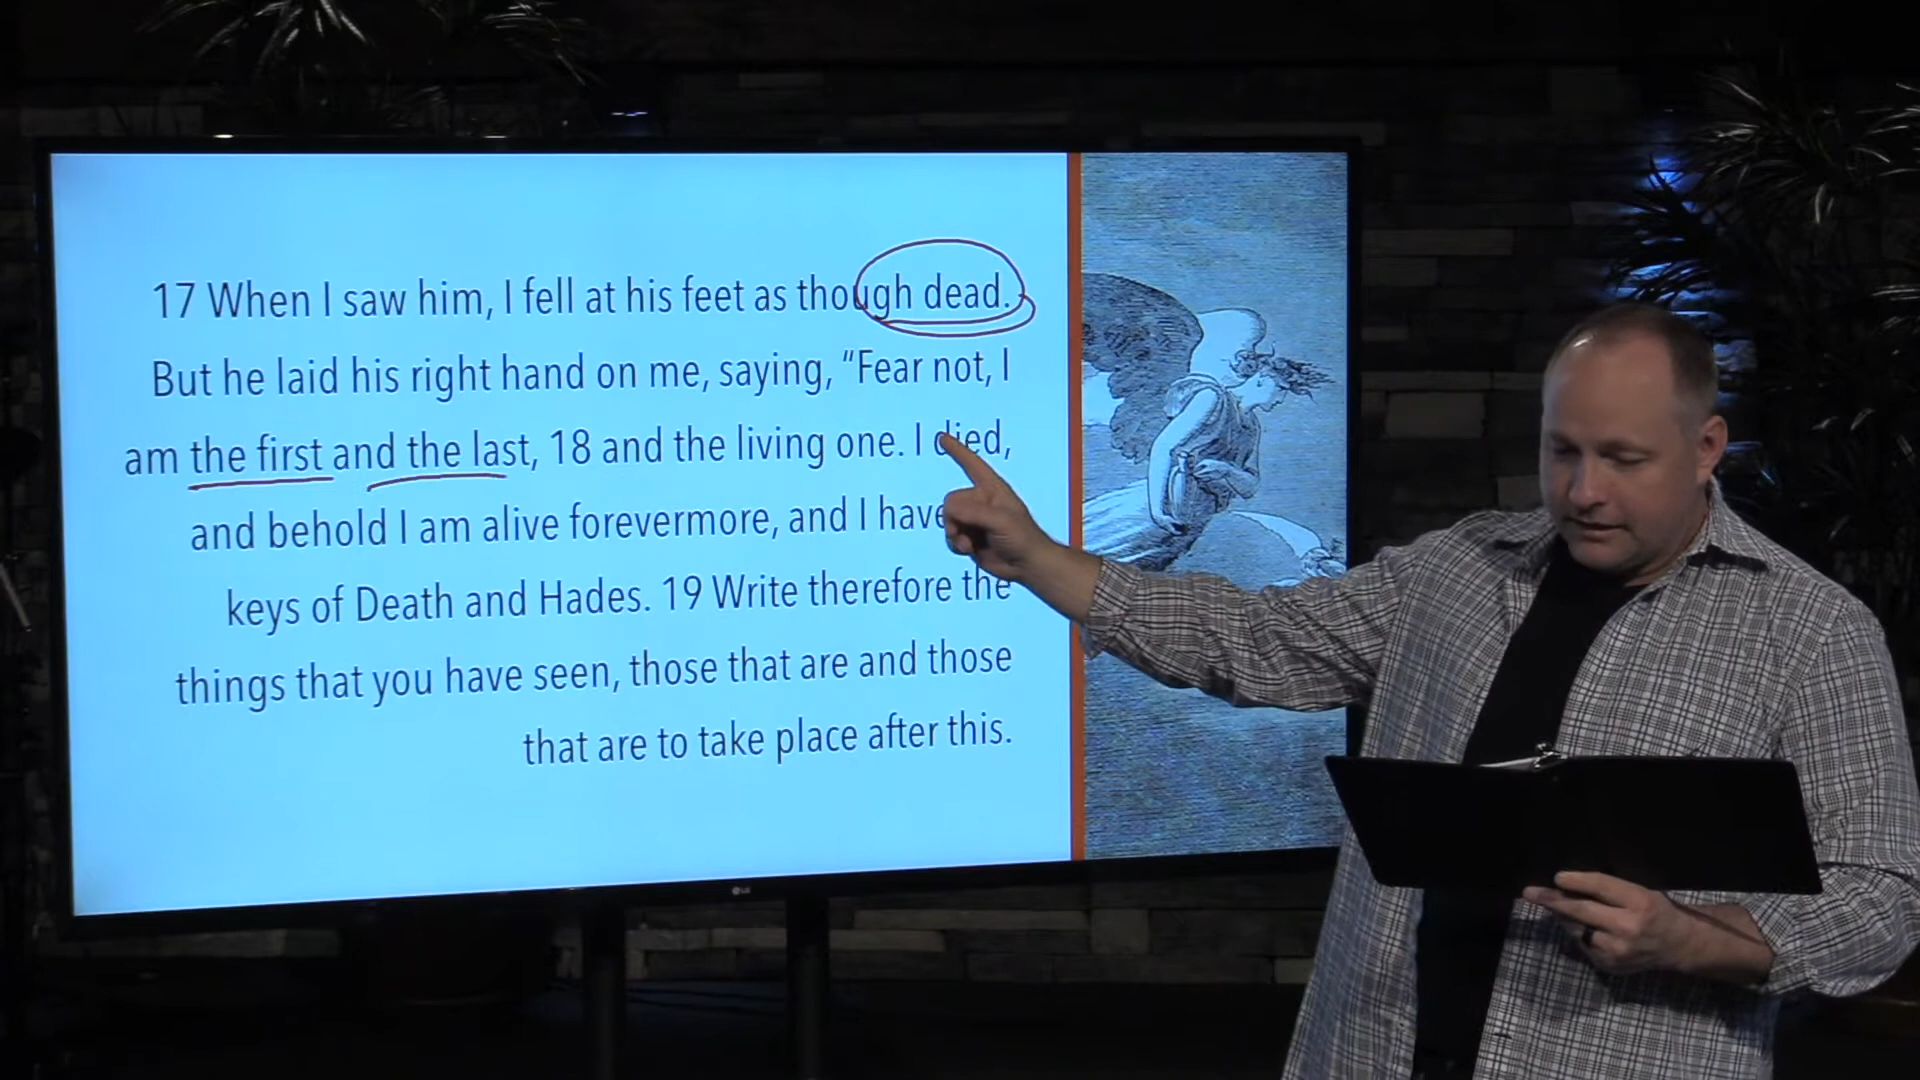 17 When I saw him, I fell at his feet as though dead.
But he laid his right hand on me, saying, “Fear not, I
am the first and the last, 18 and the living one. I died,
and behold I am alive forevermore, and I have
keys of Death and Hades. 19 Write therefore the
things that you have seen, those that are and those
that are to take place after this.
LG